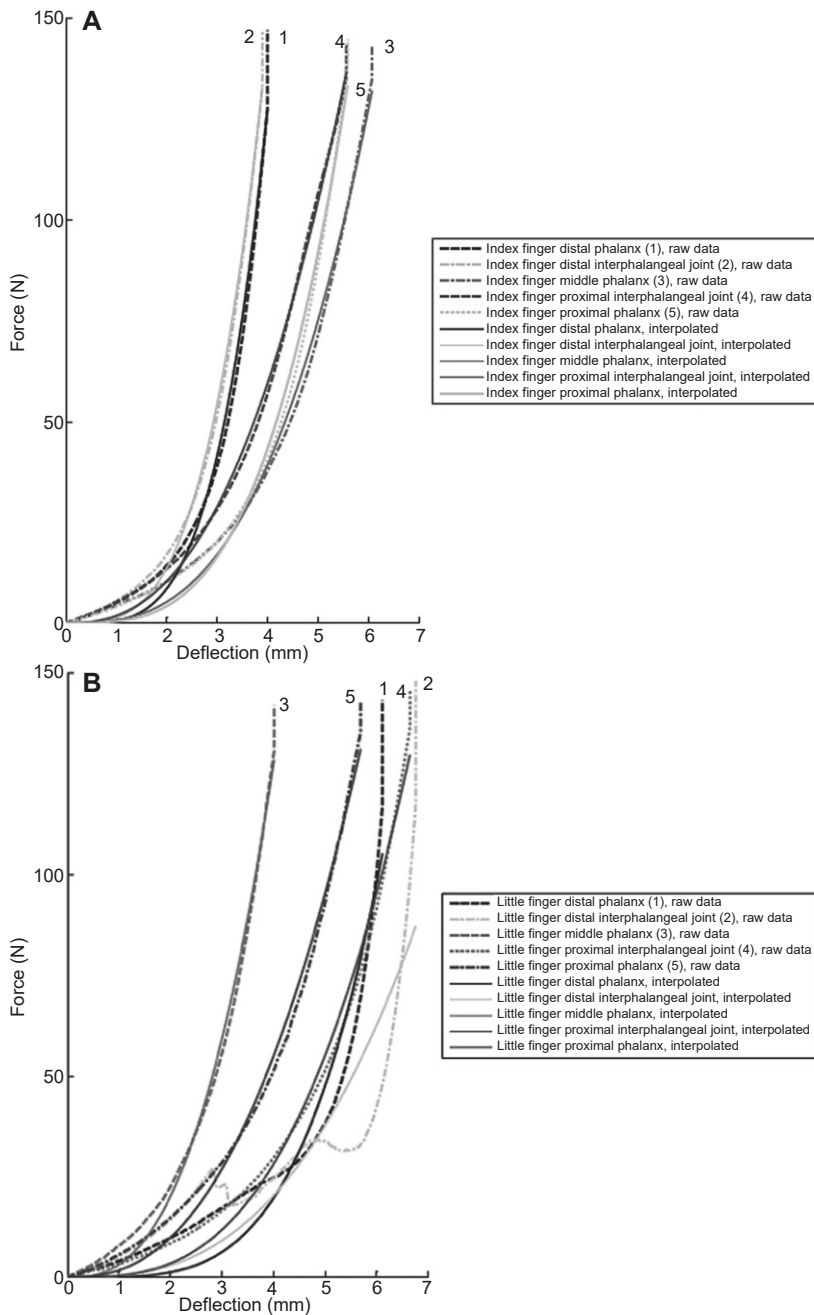 A
150
2
1
4
3
5
100
50
0
Force (N)
0 1 2 3 4 5 6 7
Deflection (mm)
Index finger distal phalanx (1), raw data
Index finger distal interphalangeal joint (2), raw data
Index finger middle phalanx (3), raw data
Index finger proximal interphalangeal joint (4), raw data
Index finger proximal phalanx (5), raw data
Index finger distal phalanx, interpolated
Index finger distal interphalangeal joint, interpolated
Index finger middle phalanx, interpolated
Index finger proximal interphalangeal joint, interpolated
Index finger proximal phalanx, interpolated
B
150
3
5
1
4
2
100
50
0
Force (N)
0 1 2 3 4 5 6 7
Deflection (mm)
Little finger distal phalanx (1), raw data
Little finger distal interphalangeal joint (2), raw data
Little finger middle phalanx (3), raw data
Little finger proximal interphalangeal joint (4), raw data
Little finger proximal phalanx (5), raw data
Little finger distal phalanx, interpolated
Little finger distal interphalangeal joint, interpolated
Little finger middle phalanx, interpolated
Little finger proximal interphalangeal joint, interpolated
Little finger proximal phalanx, interpolated